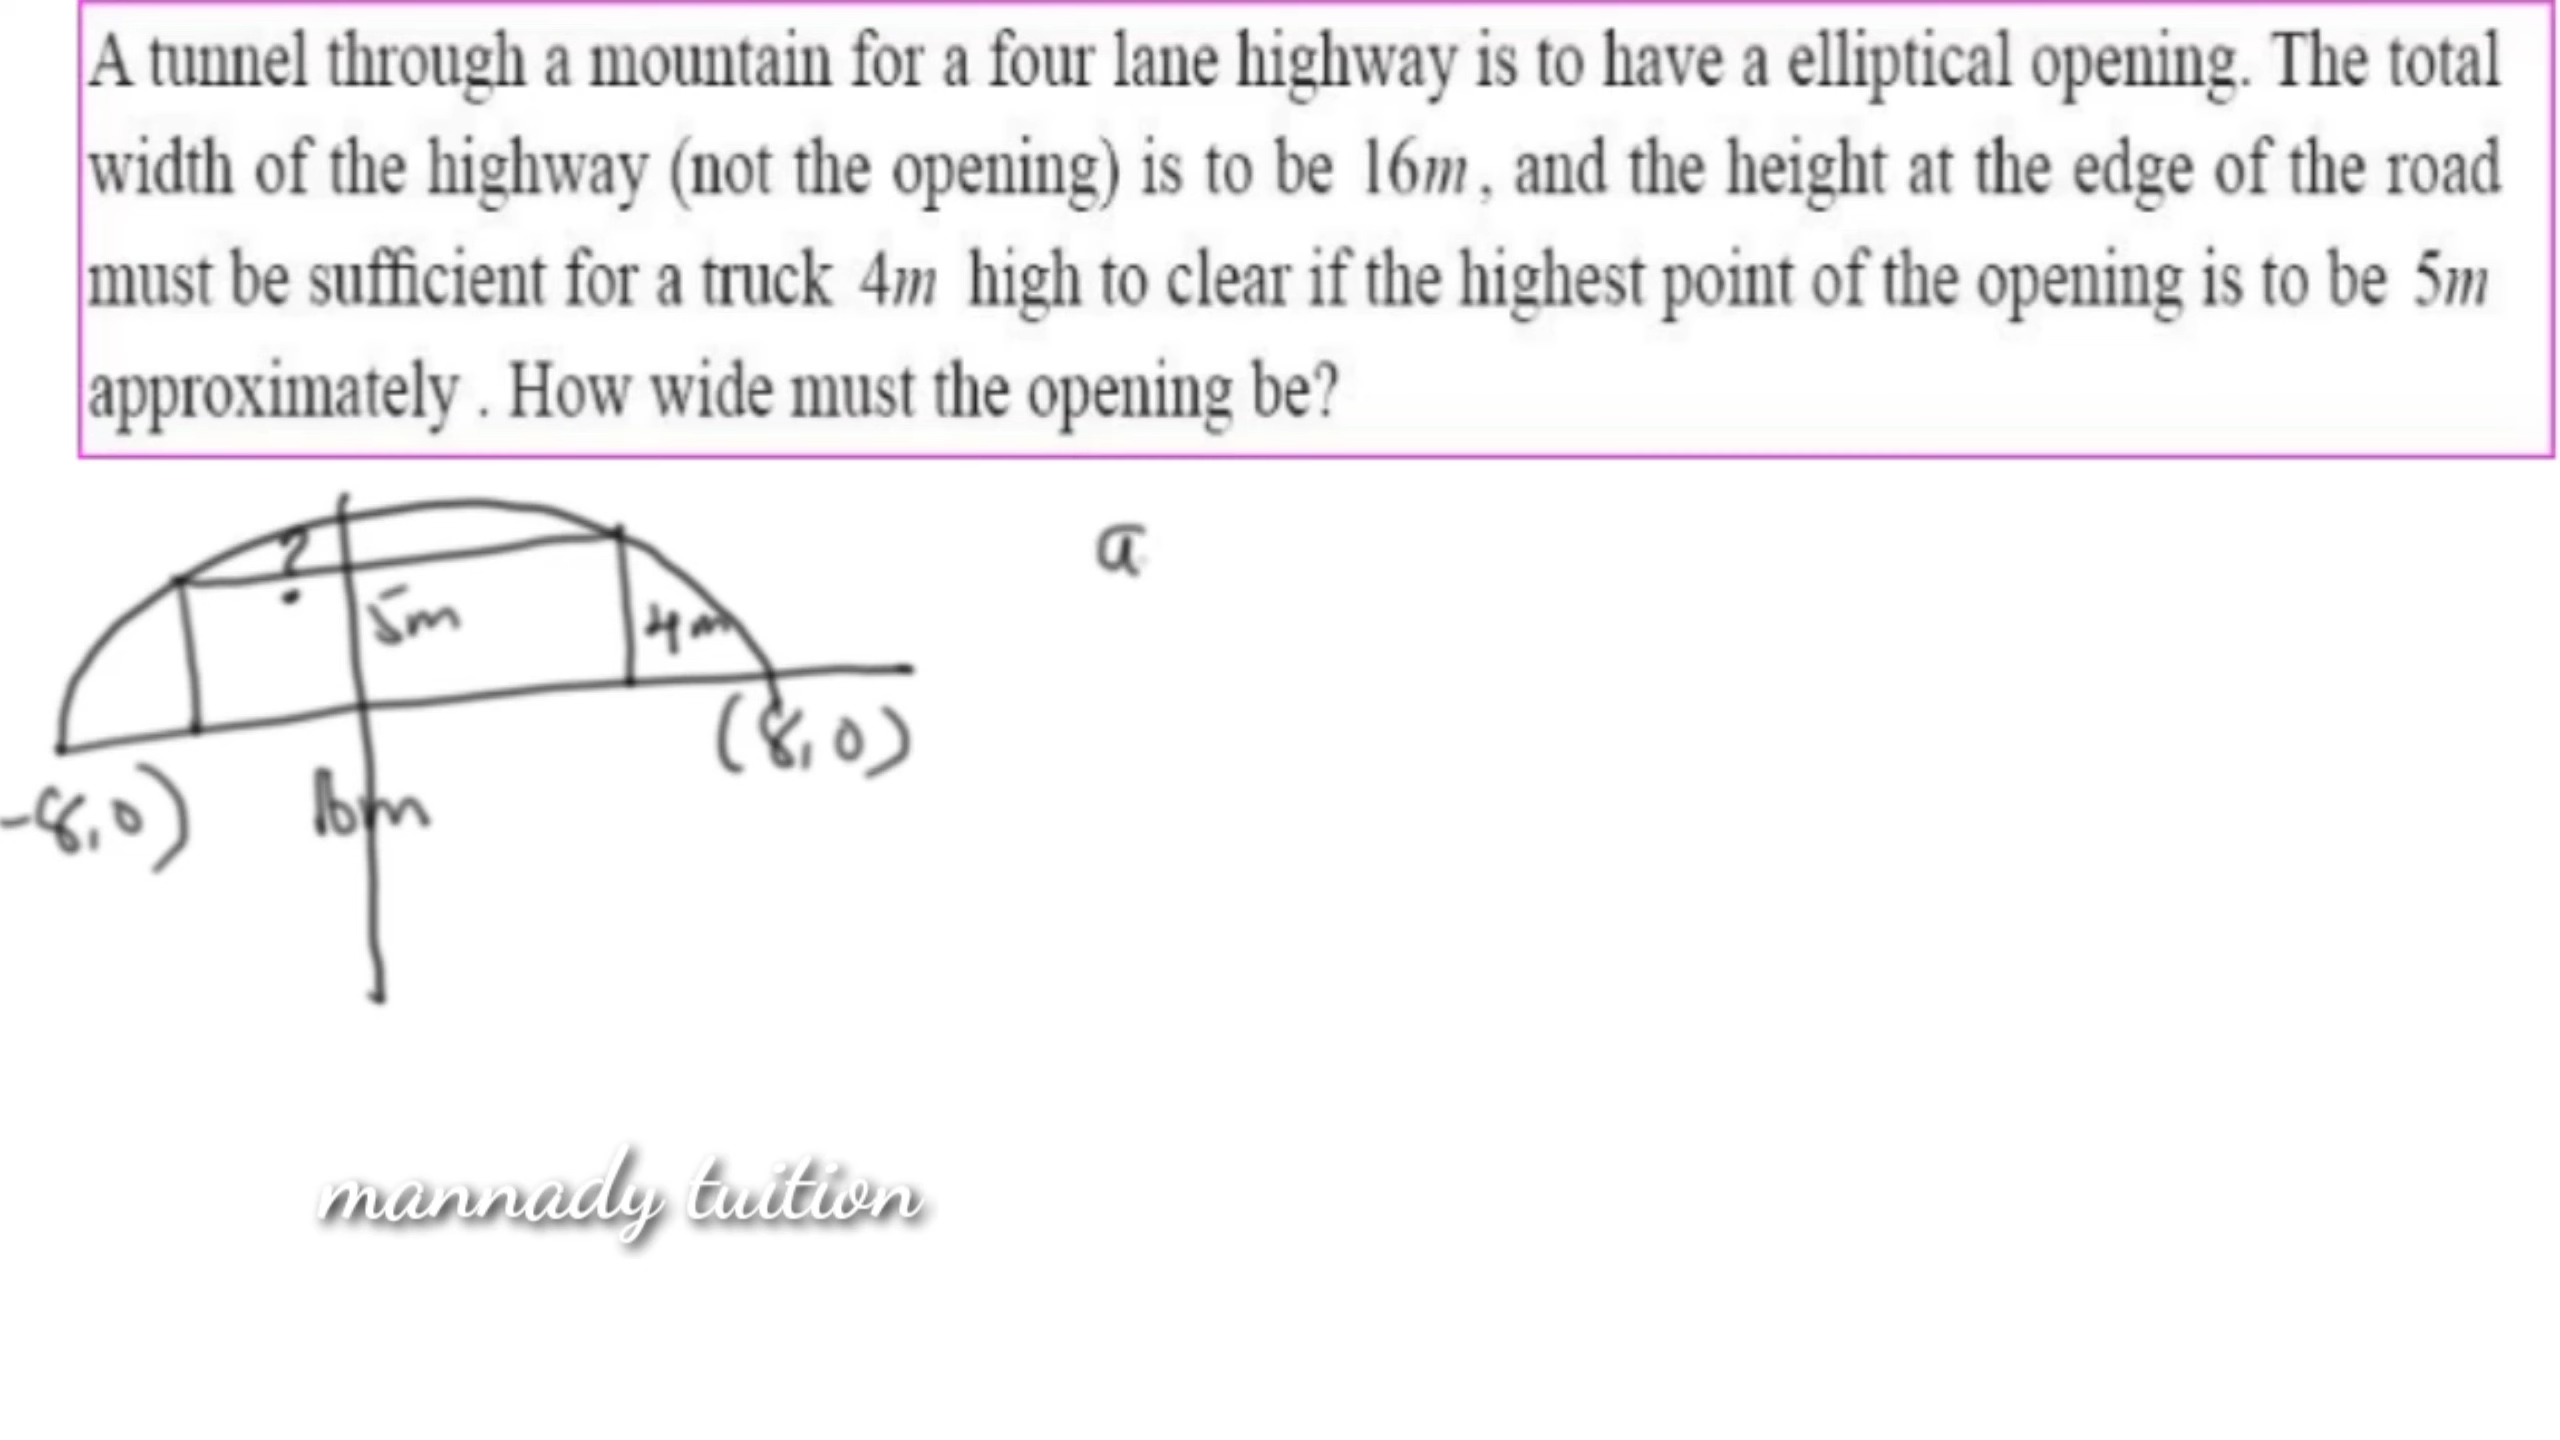 A tunnel through a mountain for a four lane highway is to have a elliptical opening. The total
width of the highway (not the opening) is to be 16m, and the height at the edge of the road
must be sufficient for a truck 4m high to clear if the highest point of the opening is to be 5m
approximately . How wide must the opening be?
a
?
5m
4m
(8,0)
-8,0)
16m
mannady tuition